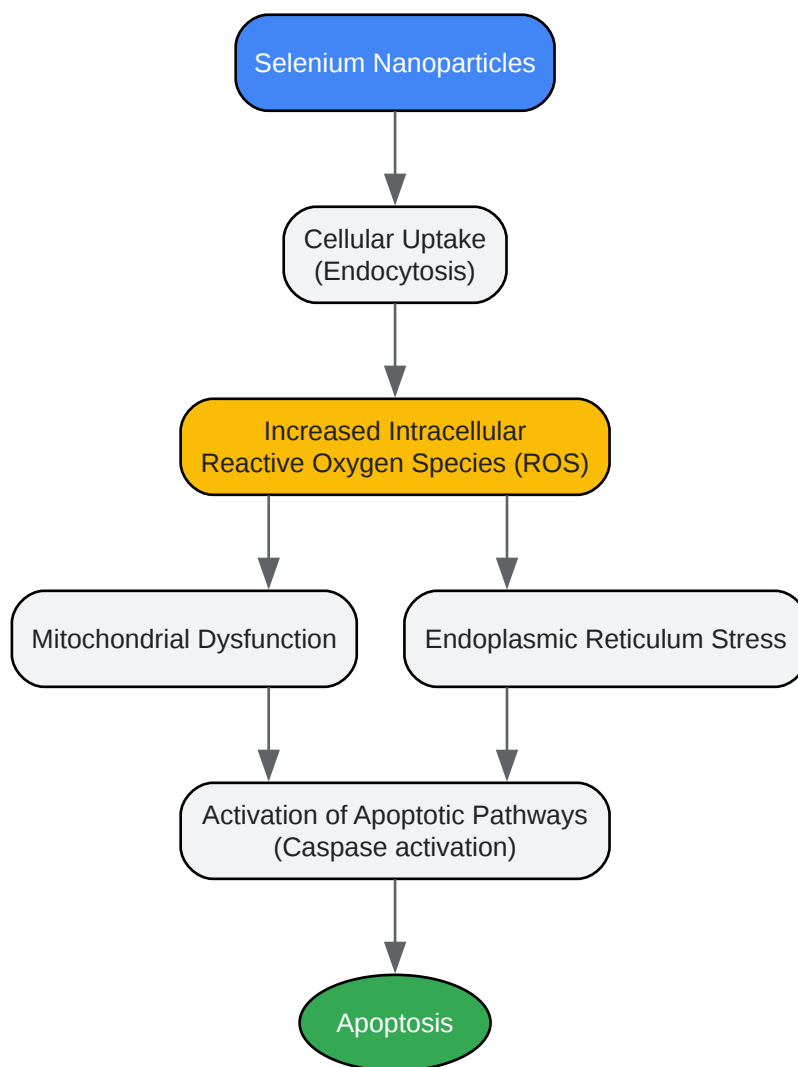 Selenium Nanoparticles
Cellular Uptake
(Endocytosis)
Increased Intracellular
Reactive Oxygen Species (ROS)
Mitochondrial Dysfunction
Endoplasmic Reticulum Stress
Activation of Apoptotic Pathways
(Caspase activation)
Apoptosis